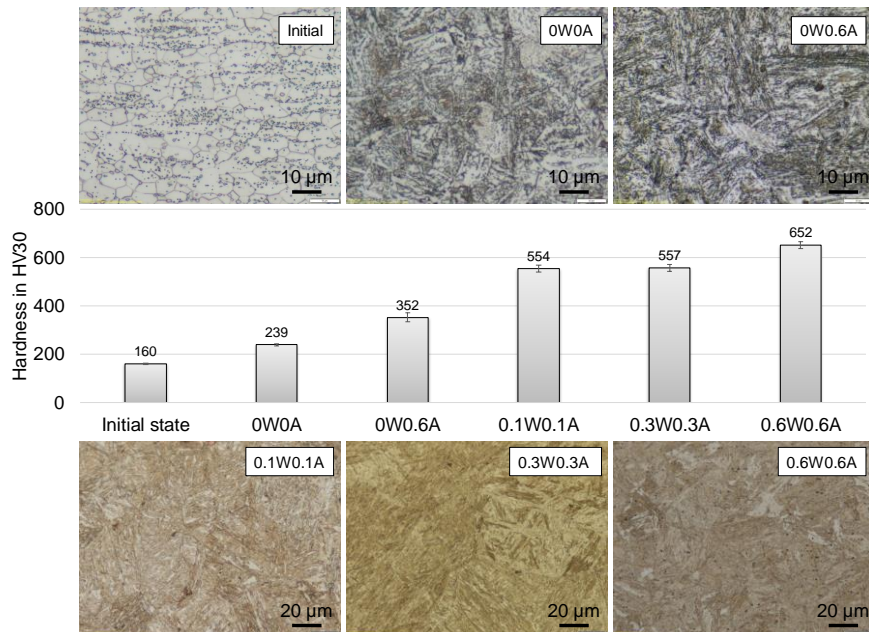 Initial
0W0A
0W0.6A
10 µm
10 µm
10 µm
Hardness in HV30
800
600
400
200
0
160
239
352
554
557
652
Initial state
0W0A
0W0.6A
0.1W0.1A
0.3W0.3A
0.6W0.6A
0.1W0.1A
0.3W0.3A
0.6W0.6A
20 µm
20 µm
20 µm